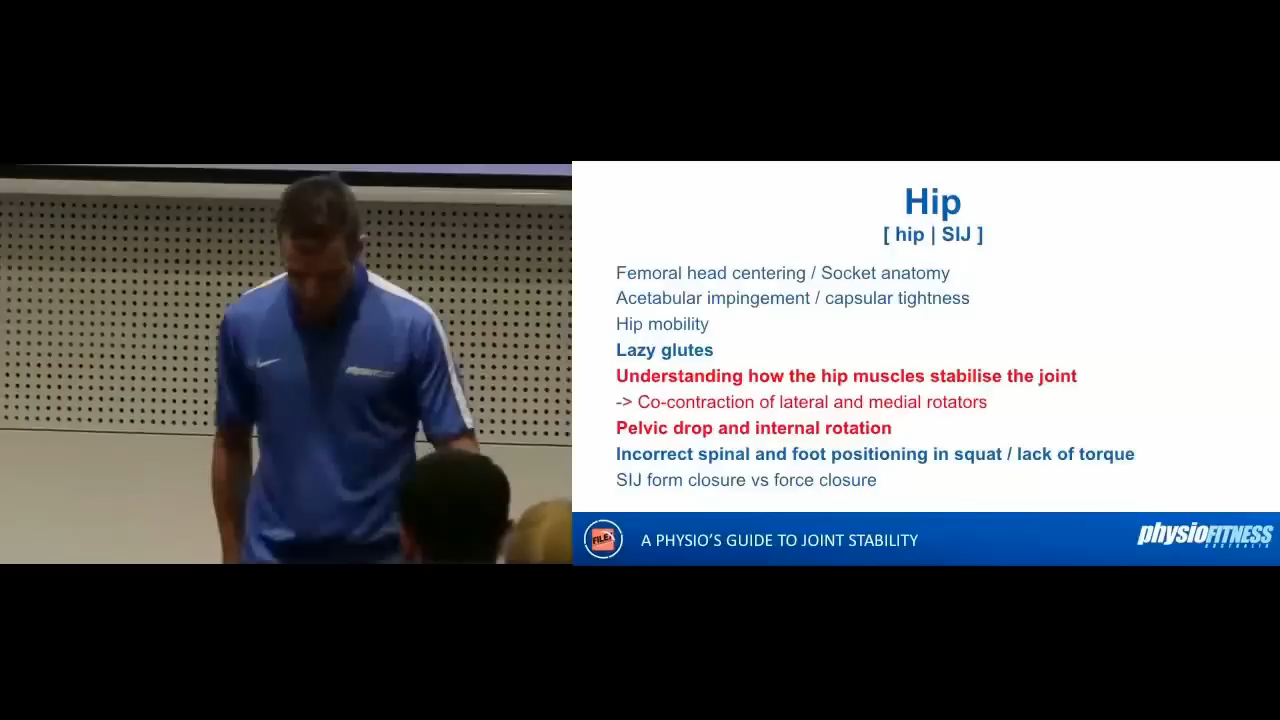 Hip
[ hip | SIJ ]
Femoral head centering / Socket anatomy
Acetabular impingement / capsular tightness
Hip mobility
Lazy glutes
Understanding how the hip muscles stabilise the joint
-> Co-contraction of lateral and medial rotators
Pelvic drop and internal rotation
Incorrect spinal and foot positioning in squat / lack of torque
SIJ form closure vs force closure
FILEX
A PHYSIO'S GUIDE TO JOINT STABILITY
physioFITNESS
AUSTRALIA